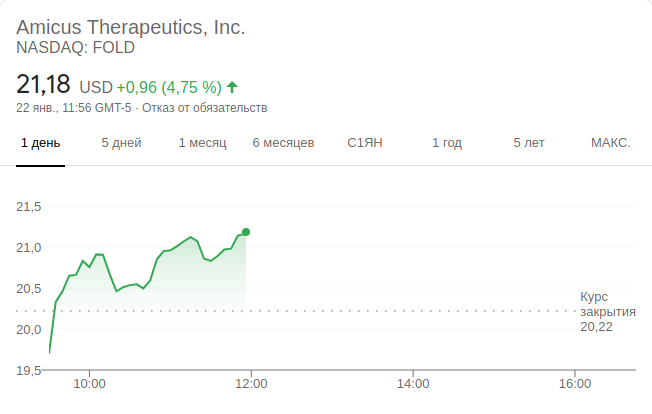 Amicus Therapeutics, Inc.
NASDAQ: FOLD
21,18 USD +0,96 (4,75 %)
22 янв., 11:56 GMT-5 · Отказ от обязательств
1 день 5 дней 1 месяц 6 месяцев С1ЯН 1 год 5 лет МАКС.
21,5
21,0
20,5
Курс
закрытия
20,22
20,0
19,5
10:00 12:00 14:00 16:00